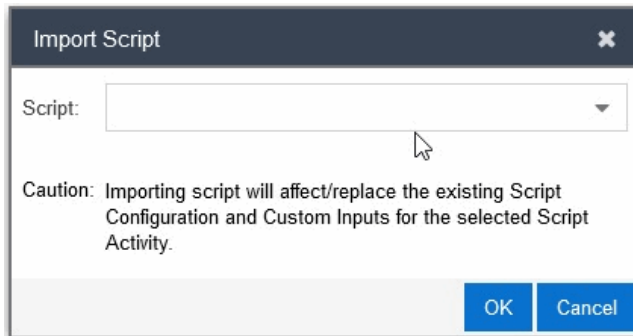 Import Script
Script:
Caution: Importing script will affect/replace the existing Script
Configuration and Custom Inputs for the selected Script
Activity.
OK Cancel